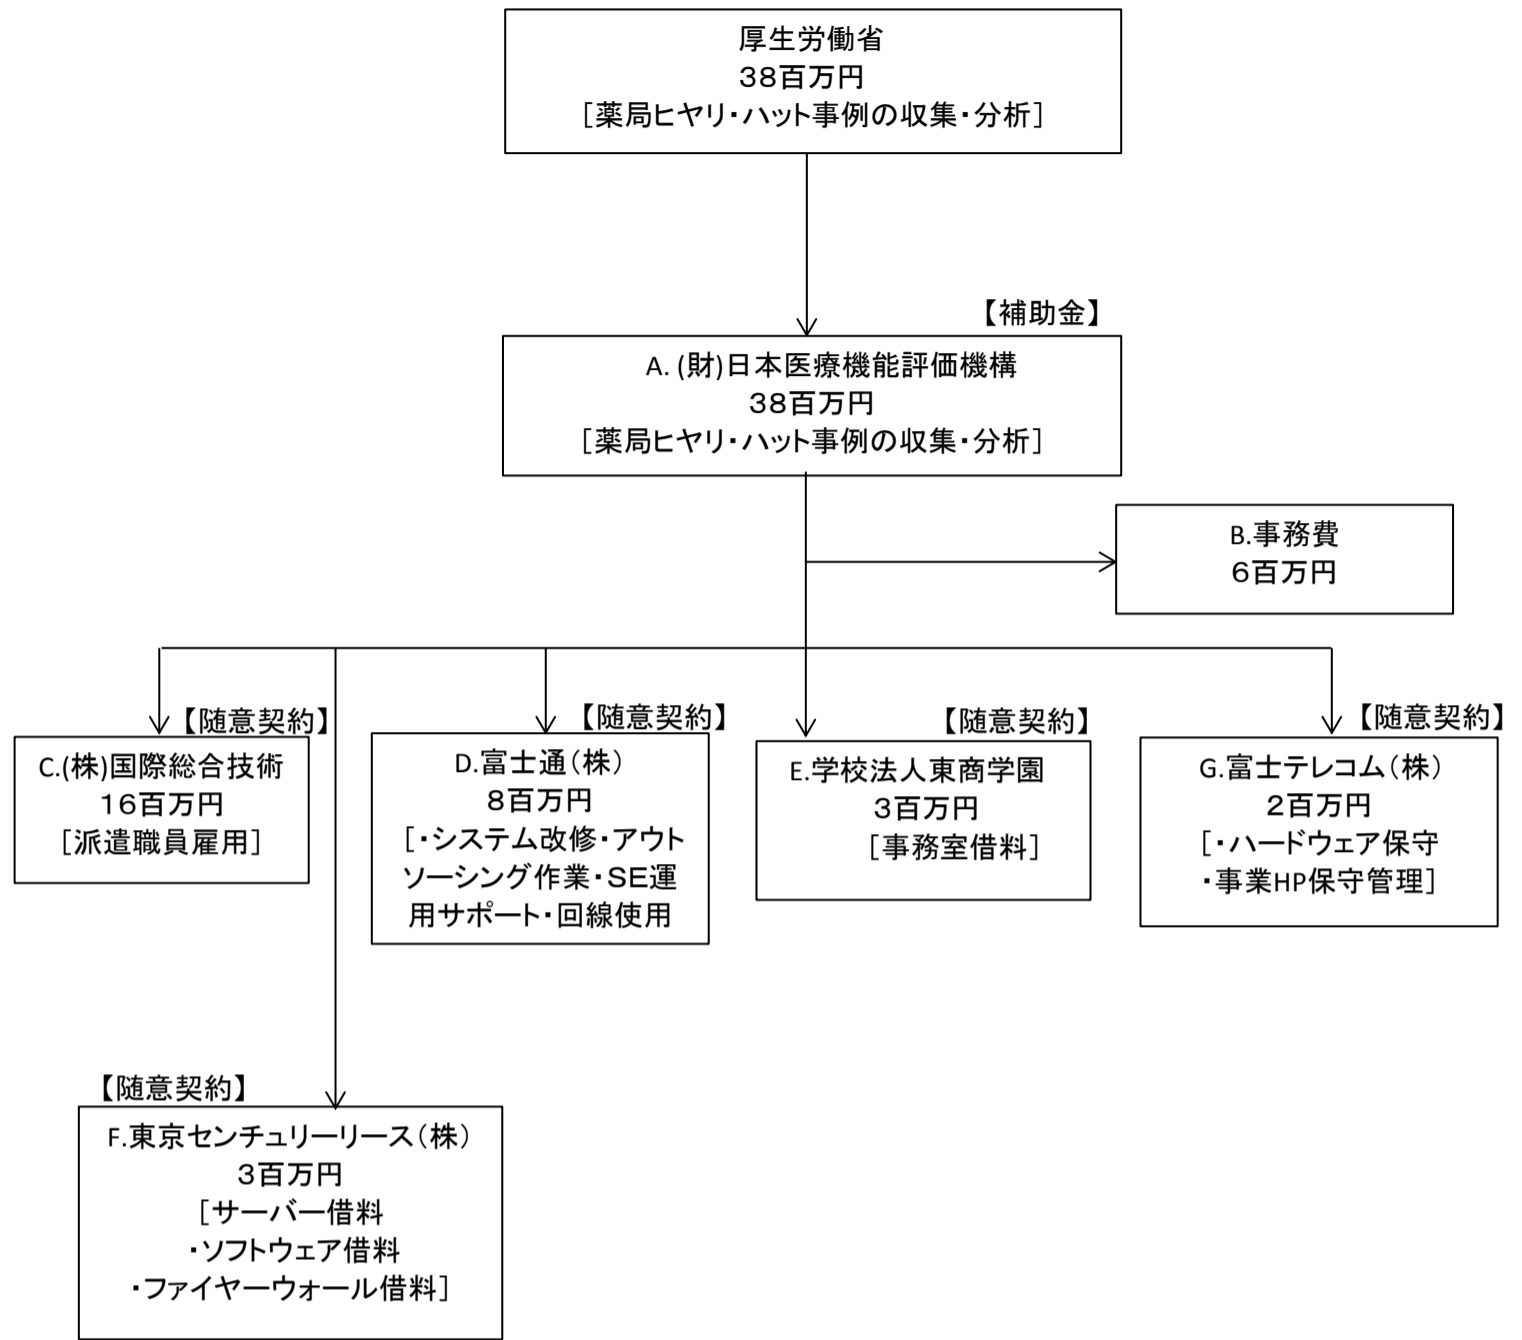 厚生労働省
38百万円
[薬局ヒヤリ・ハット事例の収集・分析]
【補助金】
A. (財)日本医療機能評価機構
38百万円
[薬局ヒヤリ・ハット事例の収集・分析]
B.事務費
6百万円
【随意契約】
C.(株)国際総合技術
16百万円
[派遣職員雇用]
【随意契約】
D.富士通(株)
8百万円
[・システム改修・アウト
ソーシング作業・SE運
用サポート・回線使用
【随意契約】
E.学校法人東商学園
3百万円
[事務室借料]
【随意契約】
G.富士テレコム(株)
2百万円
[・ハードウェア保守
・事業HP保守管理]
【随意契約】
F.東京センチュリーリース(株)
3百万円
[サーバー借料
・ソフトウェア借料
・ファイヤーウォール借料]